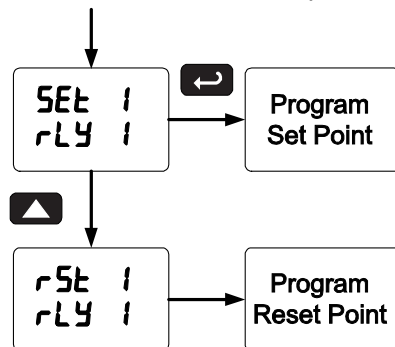 SEt 1
rLY 1
Program
Set Point
rSt 1
rLY 1
Program
Reset Point